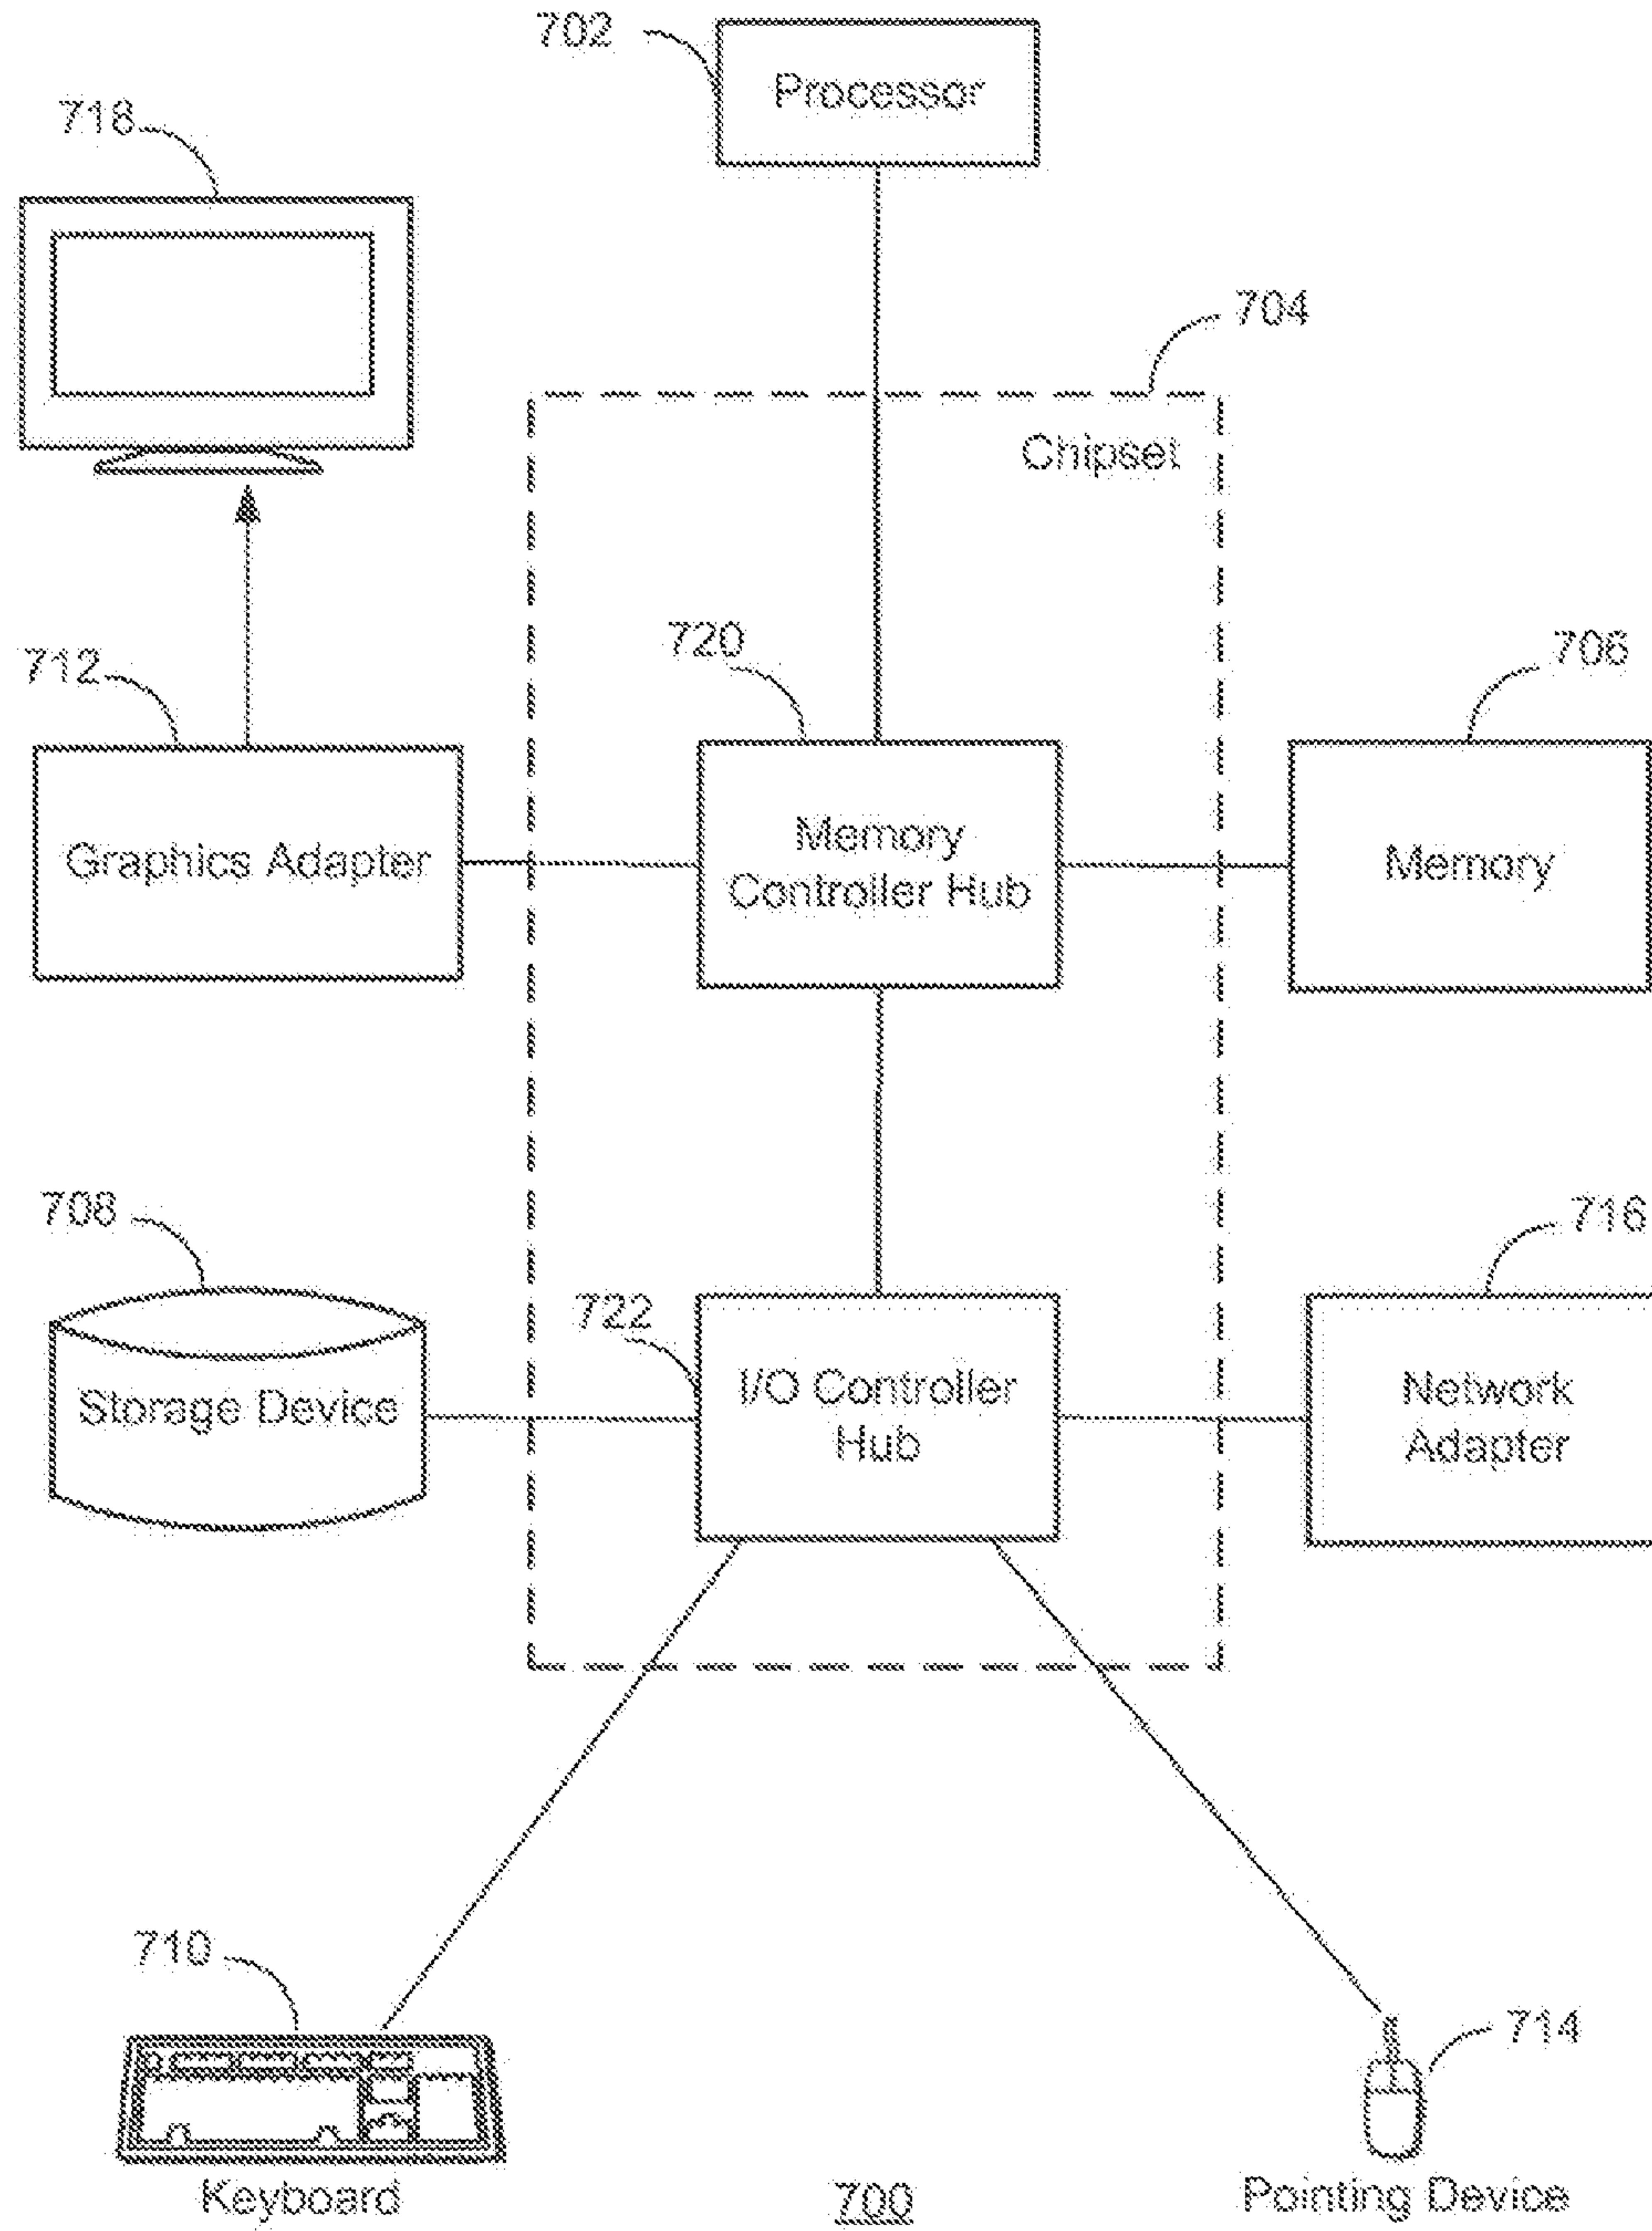 702
Processor
718
704
Chipset
720
706
712
Graphics Adapter
Memory
Controller Hub
Memory
708
716
722
Storage Device
I/O Controller
Hub
Network
Adapter
710
714
Keyboard
700
Pointing Device